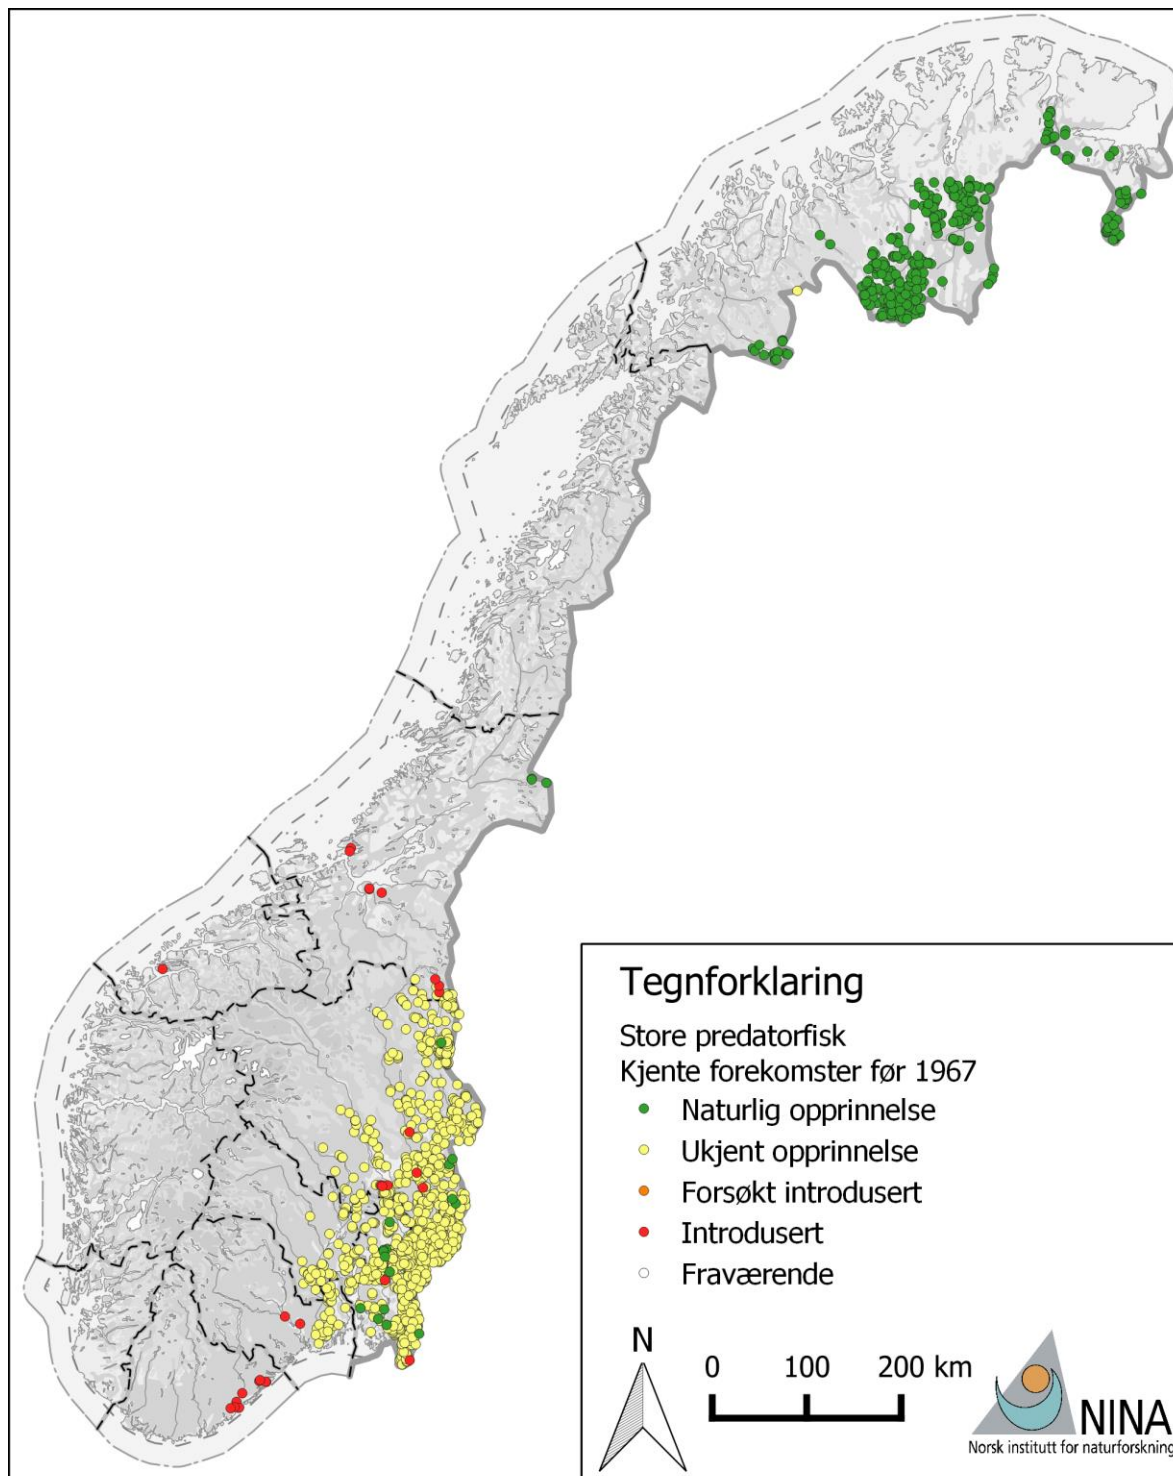 Tegnforklaring
Store predatorfisk
Kjente forekomster før 1967
Naturlig opprinnelse
Ukjent opprinnelse
Forsøkt introdusert
Introdusert
Fraværende
N
0 100 200 km
NINA
Norsk institutt for naturforskning